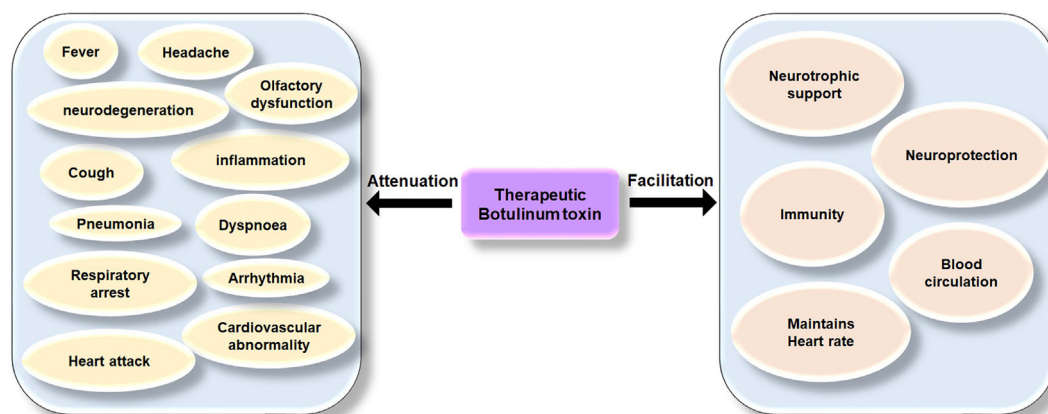 Fever
Headache
neurodegeneration
Olfactory
dysfunction
Cough
inflammation
Pneumonia
Dyspnoea
Respiratory
arrest
Arrhythmia
Heart attack
Cardiovascular
abnormality
Attenuation
Therapeutic
Botulinum toxin
Facilitation
Neurotrophic
support
Neuroprotection
Immunity
Blood
circulation
Maintains
Heart rate